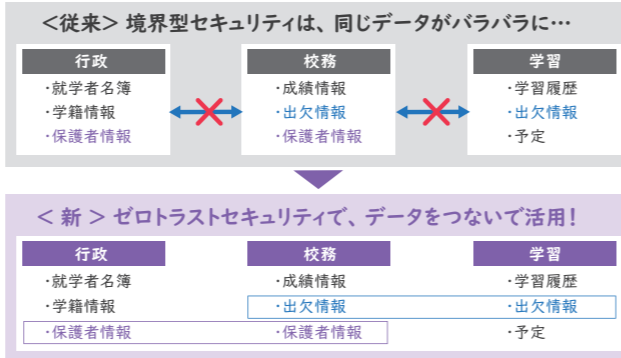 <従来> 境界型セキュリティは、同じデータがバラバラに…
行政 校務 学習
・就学者名簿 ・成績情報 ・学習履歴
・学籍情報 ・出欠情報 ・出欠情報
・保護者情報 ・保護者情報 ・予定
< 新 > ゼロトラストセキュリティで、データをつないで活用!
行政 校務 学習
・就学者名簿 ・成績情報 ・学習履歴
・学籍情報 ・出欠情報 ・出欠情報
・保護者情報 ・保護者情報 ・予定